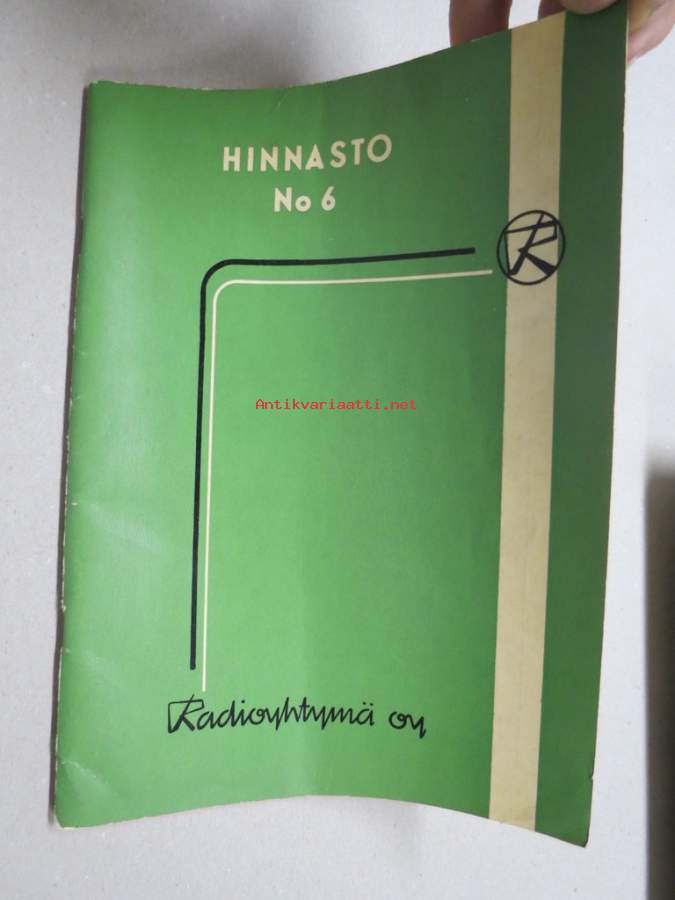 HINNASTO
No 6
R
Antikvariaatti.net
Radioyhtymä oy